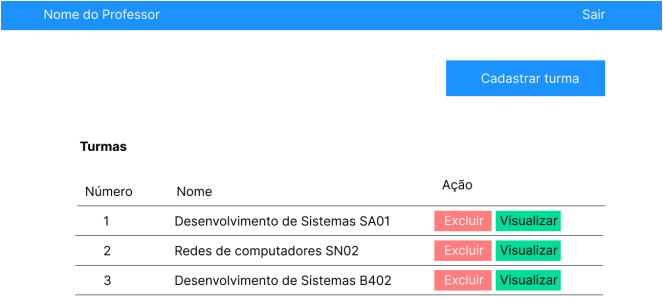 Nome do Professor Sair
Cadastrar turma
Turmas
Número Nome Ação
1 Desenvolvimento de Sistemas SA01 Excluir Visualizar
2 Redes de computadores SN02 Excluir Visualizar
3 Desenvolvimento de Sistemas B402 Excluir Visualizar